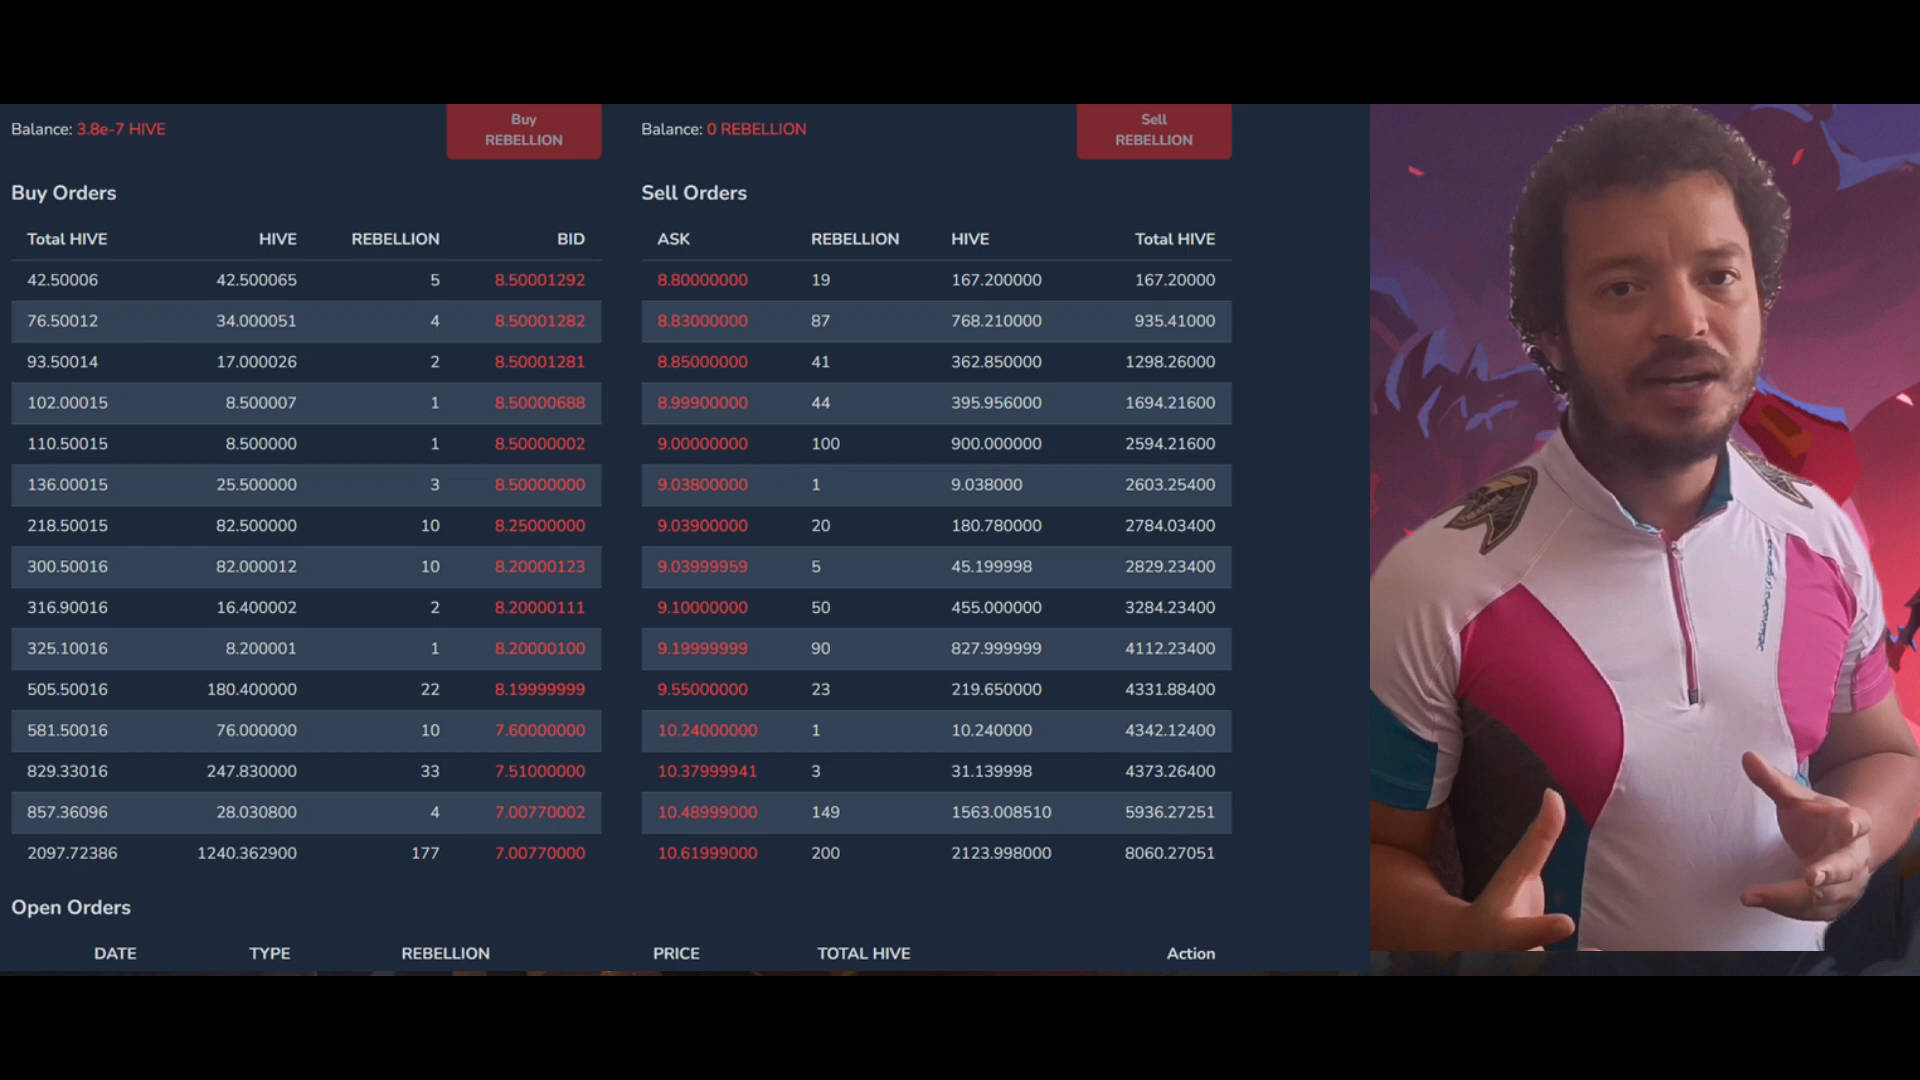 Balance: 3.8e-7 HIVE
Buy
REBELLION
Balance: 0 REBELLION
Sell
REBELLION
Buy Orders
Sell Orders
Total HIVE HIVE REBELLION BID ASK REBELLION HIVE Total HIVE
42.50006 42.500065 5 8.50001292 8.80000000 19 167.200000 167.20000
76.50012 34.000051 4 8.50001282 8.83000000 87 768.210000 935.41000
93.50014 17.000026 2 8.50001281 8.85000000 41 362.850000 1298.26000
102.00015 8.500007 1 8.50000688 8.99900000 44 395.956000 1694.21600
110.50015 8.500000 1 8.50000002 9.00000000 100 900.000000 2594.21600
136.00015 25.500000 3 8.50000000 9.03800000 1 9.038000 2603.25400
218.50015 82.500000 10 8.25000000 9.03900000 20 180.780000 2784.03400
300.50016 82.000012 10 8.20000123 9.03999959 5 45.199998 2829.23400
316.90016 16.400002 2 8.20000111 9.10000000 50 455.000000 3284.23400
325.10016 8.200001 1 8.20000100 9.19999999 90 827.999999 4112.23400
505.50016 180.400000 22 8.19999999 9.55000000 23 219.650000 4331.88400
581.50016 76.000000 10 7.60000000 10.24000000 1 10.240000 4342.12400
829.33016 247.830000 33 7.51000000 10.37999941 3 31.139998 4373.26400
857.36096 28.030800 4 7.00770002 10.48999000 149 1563.008510 5936.27251
2097.72386 1240.362900 177 7.00770000 10.61999000 200 2123.998000 8060.27051
Open Orders
DATE TYPE REBELLION PRICE TOTAL HIVE Action